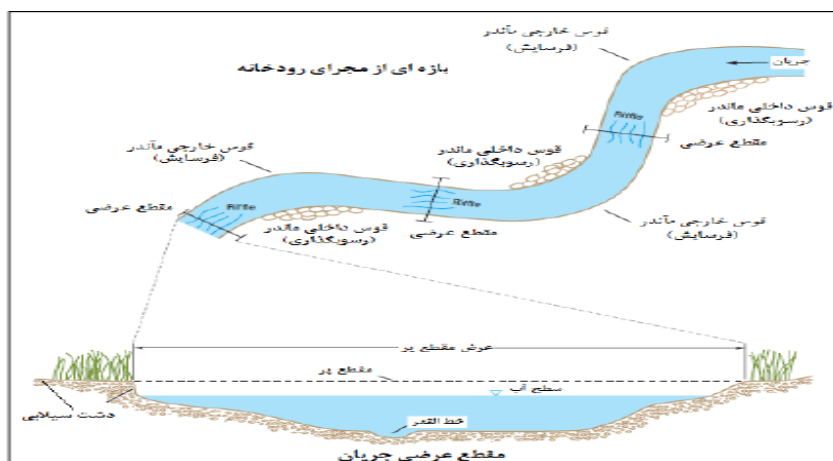 قوس خارجی مآندر
(فرسایش)
جریان
بازه ای از مجرای رودخانه
قوس داخلی مآندر
(رسوبگذاری)
Riffle
مقطع عرضی
قوس داخلی مآندر
(رسوبگذاری)
قوس خارجی مآندر
(فرسایش)
Riffle
مقطع عرضی
Riffle
مقطع عرضی
قوس داخلی مآندر
(رسوبگذاری)
قوس خارجی مآندر
(فرسایش)
عرض مقطع پر
مقطع پر
سطح آب
دشت سیلابی
خط القعر
مقطع عرضی جریان